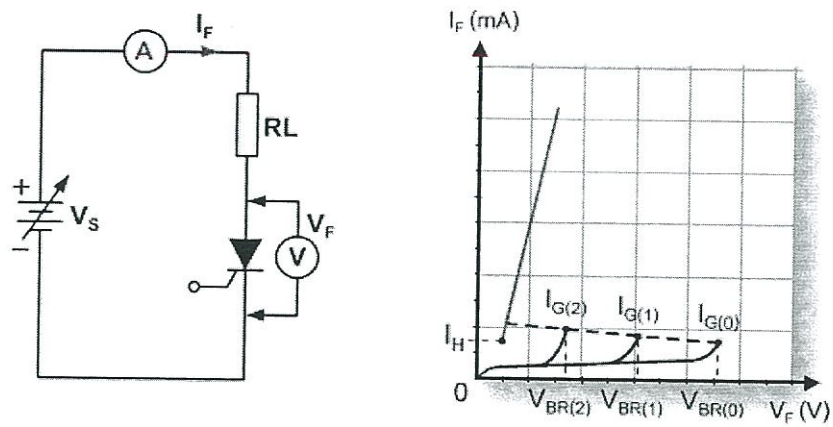 I_F
A
RL
+
V_S
−
V_F
V
I_F (mA)
I_G(2)
I_G(1)
I_G(0)
I_H
0
V_BR(2)
V_BR(1)
V_BR(0)
V_F (V)